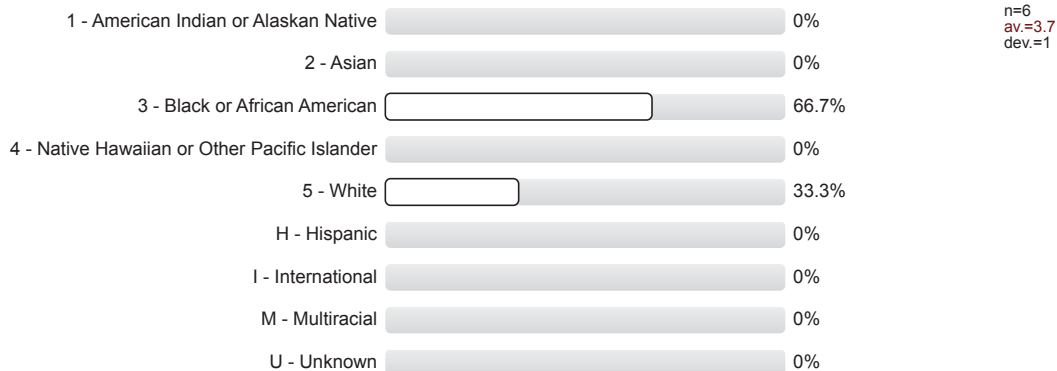 1 - American Indian or Alaskan Native 0%
n=6
av.=3.7
dev.=1
2 - Asian 0%
3 - Black or African American 66.7%
4 - Native Hawaiian or Other Pacific Islander 0%
5 - White 33.3%
H - Hispanic 0%
I - International 0%
M - Multiracial 0%
U - Unknown 0%